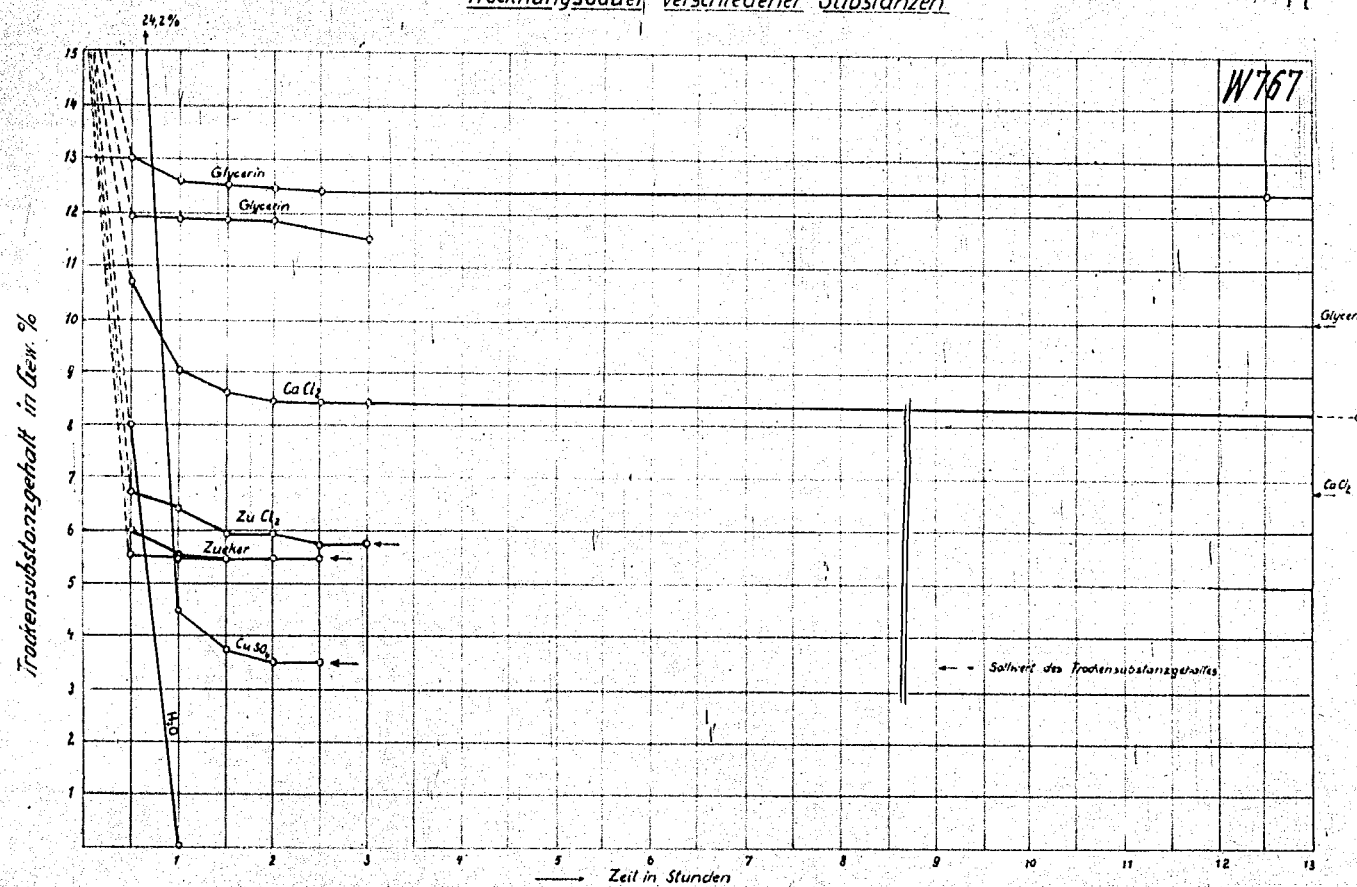 Trocknungsdauer verschiedener Substanzen
24,2%
W767
15
14
13
12
11
10
9
8
7
6
5
4
3
2
1
Trockensubstanzgehalt in Gew. %
Glycerin
Glycerin
CaCl2
Zu Cl2
Zucker
CuSO4
H2O
Glycer
CaCl2
Sollwert des Trockensubstanzgehaltes
1 2 3 4 5 6 7 8 9 10 11 12 13
Zeit in Stunden